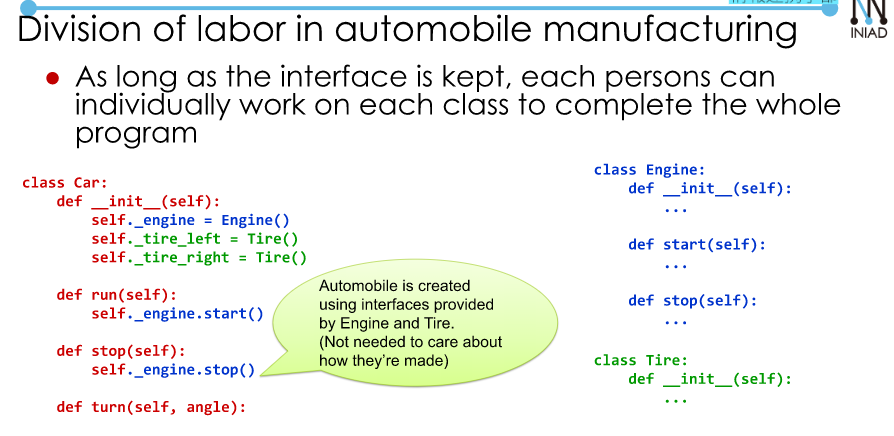 Division of labor in automobile manufacturing
INIAD
● As long as the interface is kept, each persons can
individually work on each class to complete the whole
program
class Car:
    def __init__(self):
        self._engine = Engine()
        self._tire_left = Tire()
        self._tire_right = Tire()
    def run(self):
        self._engine.start()
    def stop(self):
        self._engine.stop()
    def turn(self, angle):
Automobile is created
using interfaces provided
by Engine and Tire.
(Not needed to care about
how they're made)
class Engine:
    def __init__(self):
        ...
    def start(self):
        ...
    def stop(self):
        ...
class Tire:
    def __init__(self):
        ...